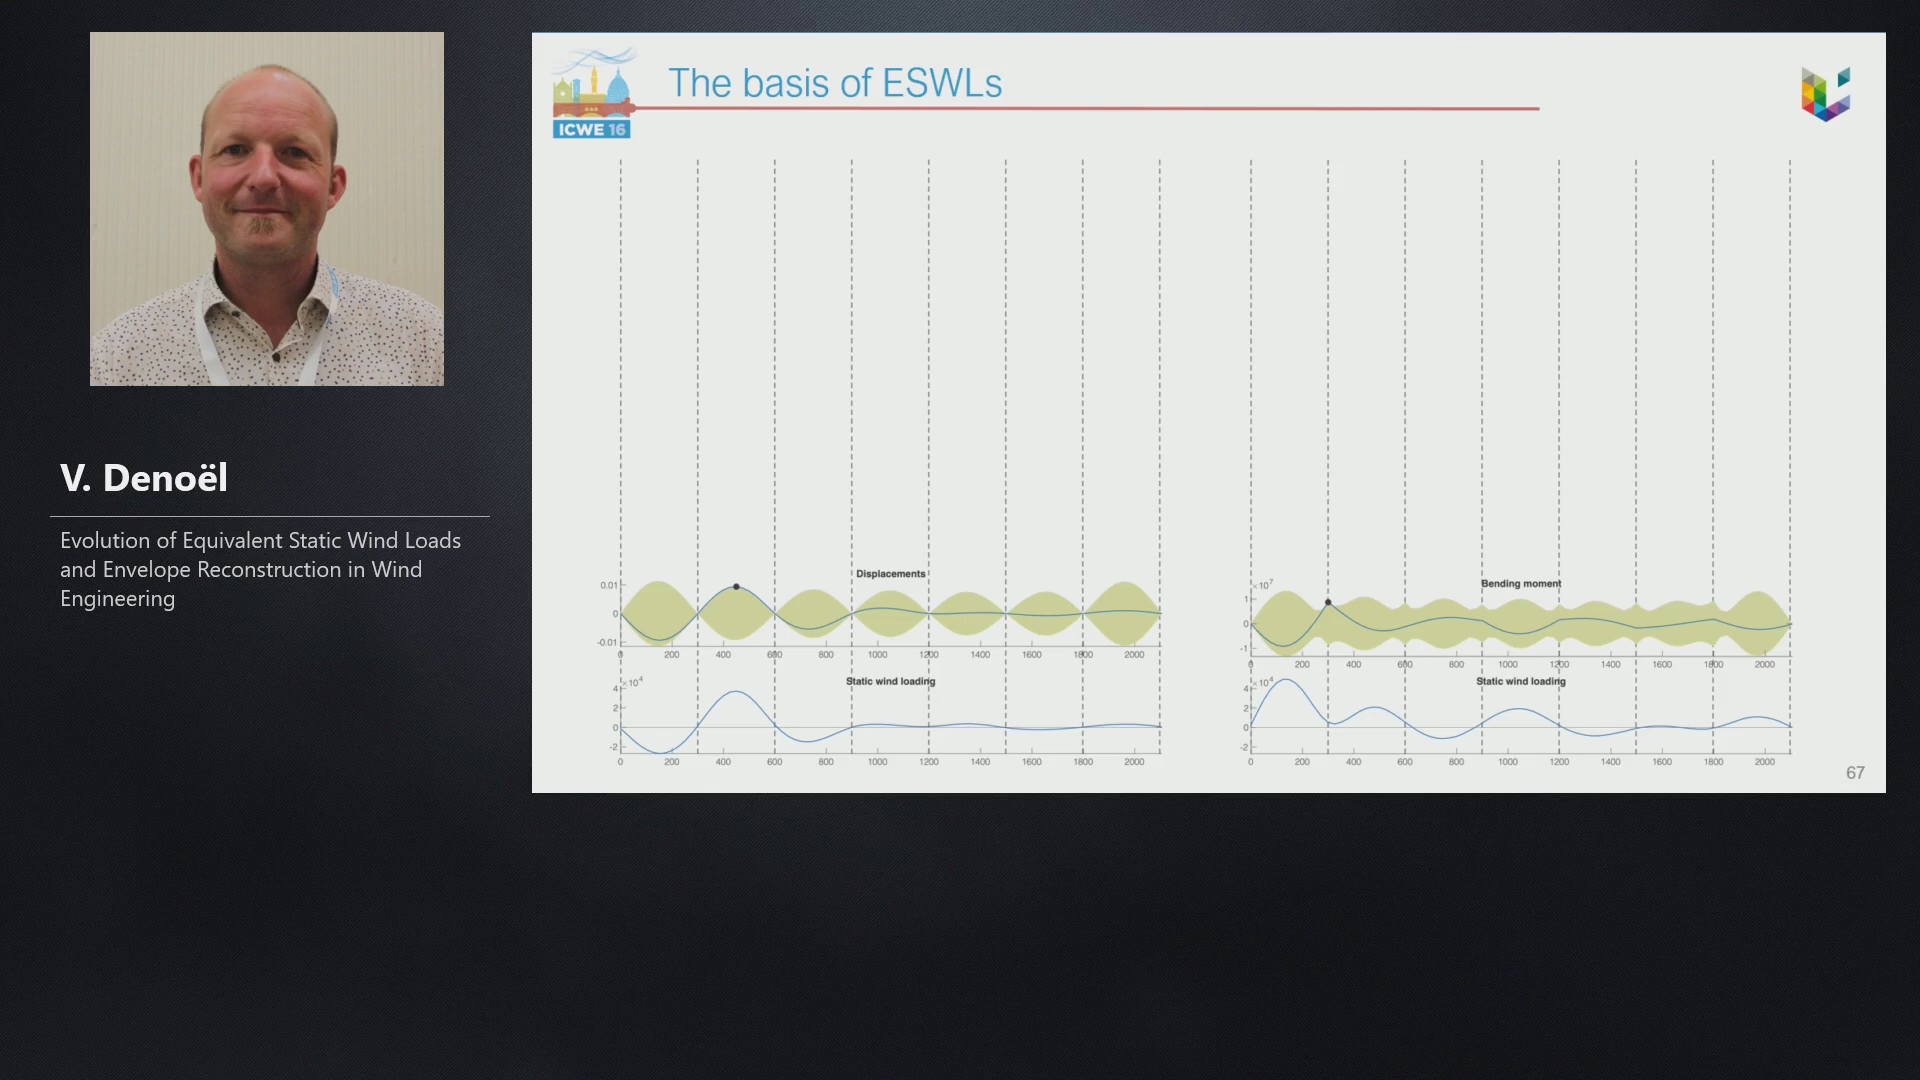 V. Denoël
Evolution of Equivalent Static Wind Loads
and Envelope Reconstruction in Wind
Engineering
ICWE 16
The basis of ESWLs
Displacements
0.01
0
-0.01
0 200 400 600 800 1000 1200 1400 1600 1800 2000
×10⁴
Static wind loading
4
2
0
-2
0 200 400 600 800 1000 1200 1400 1600 1800 2000
×10⁷
Bending moment
1
0
-1
0 200 400 600 800 1000 1200 1400 1600 1800 2000
×10⁴
Static wind loading
4
2
0
-2
0 200 400 600 800 1000 1200 1400 1600 1800 2000
67